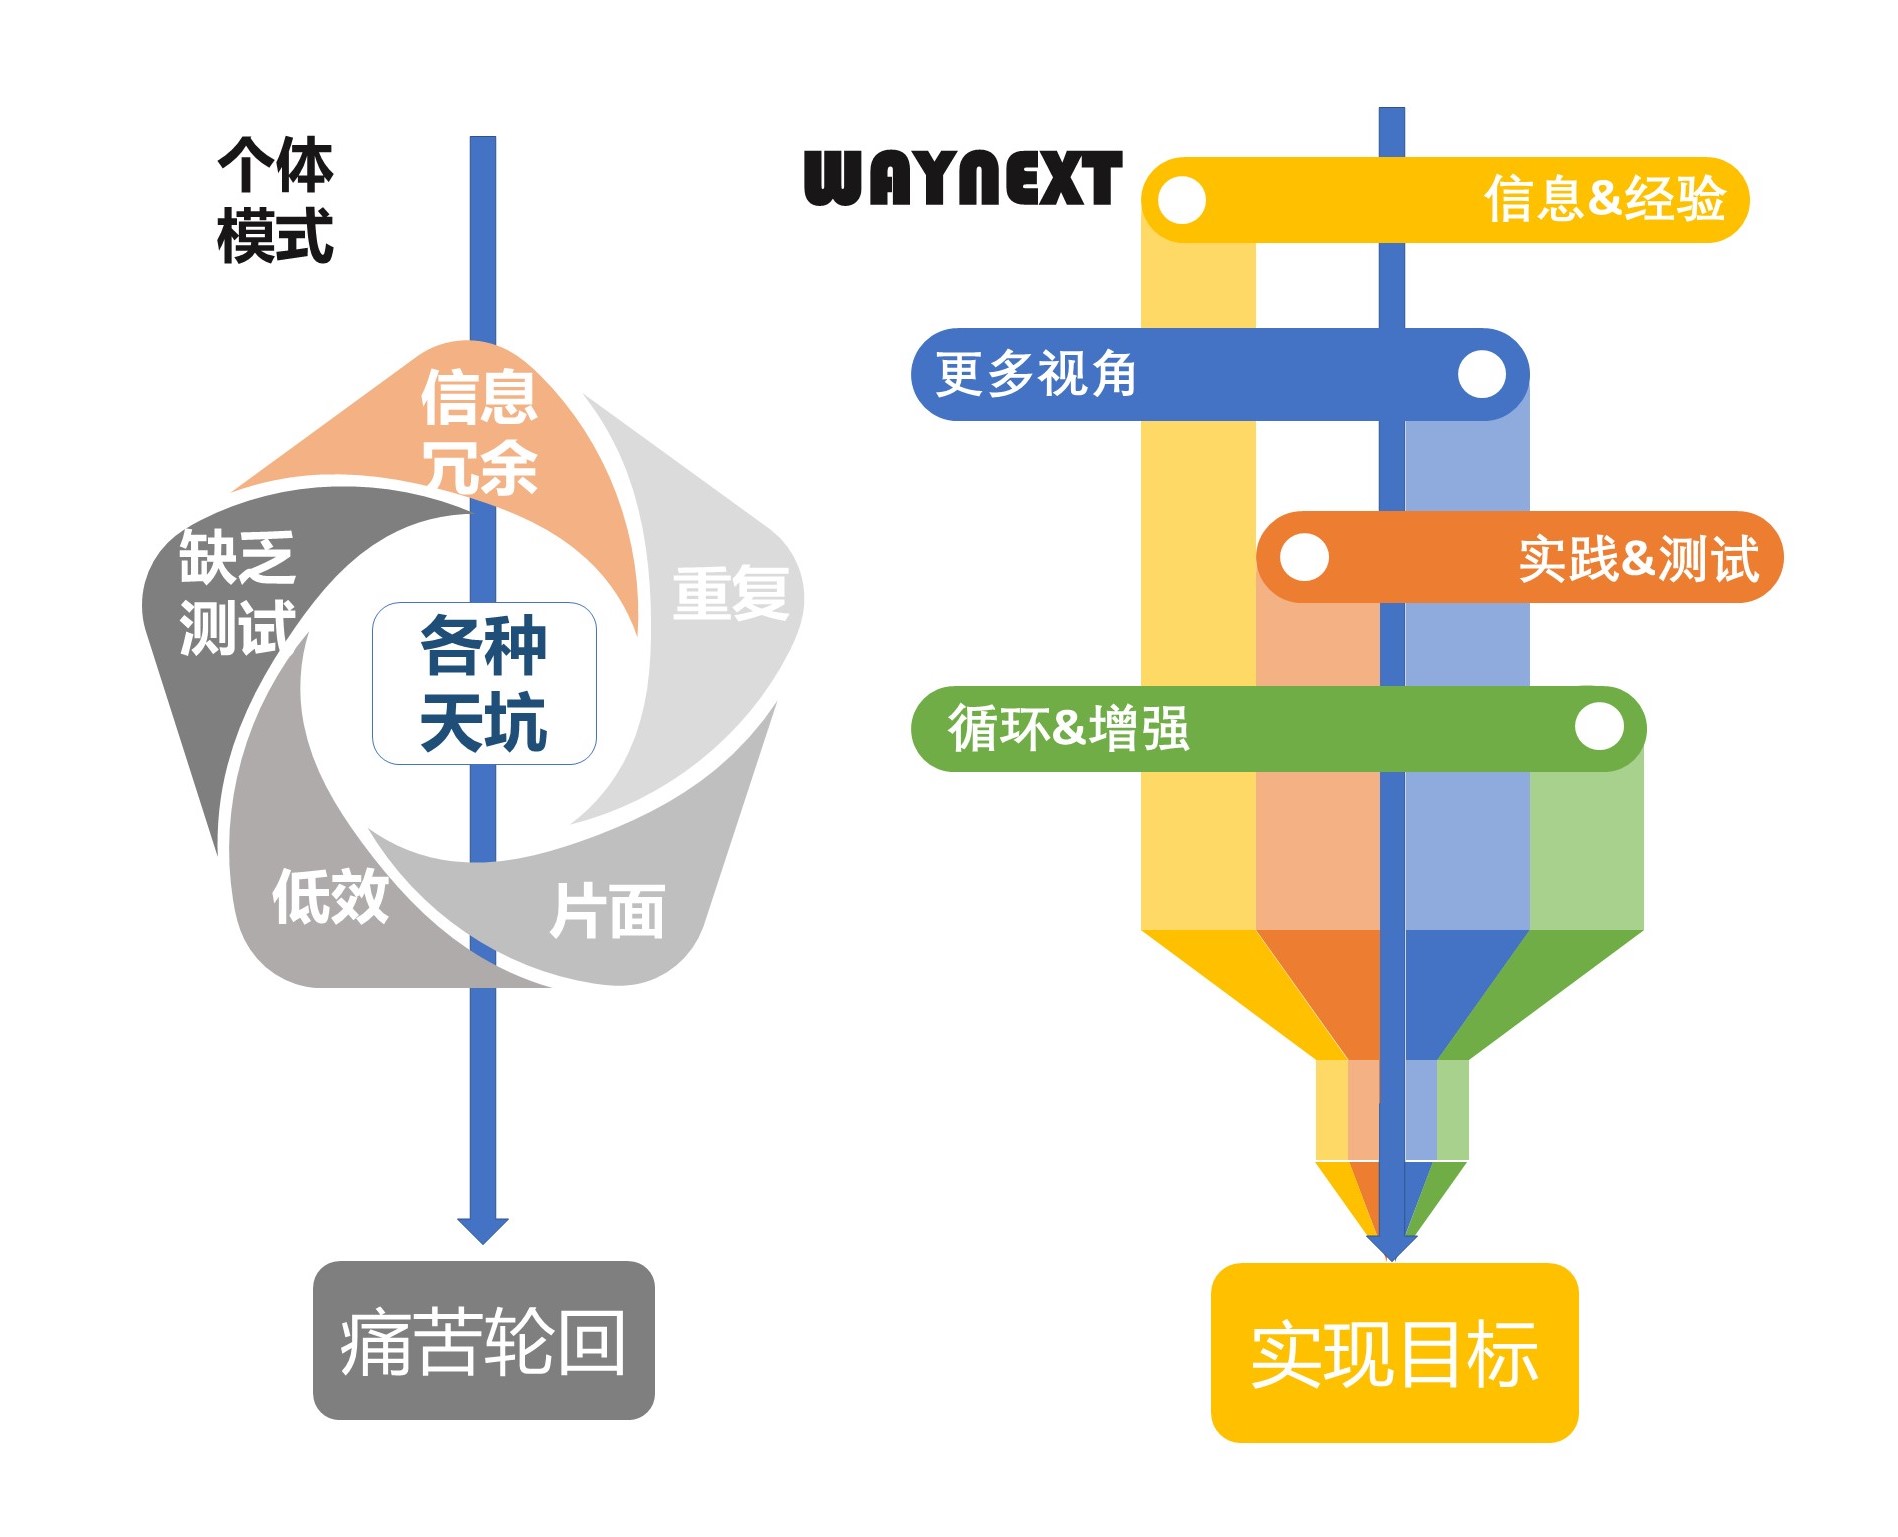 个体
模式
信息
冗余
重复
缺乏
测试
各种
天坑
低效
片面
痛苦轮回
WAYNEXT
信息&经验
更多视角
实践&测试
循环&增强
实现目标